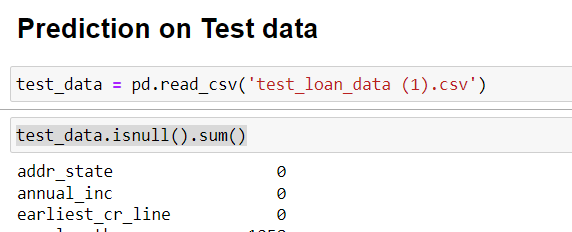 Prediction on Test data
test_data = pd.read_csv('test_loan_data (1).csv')
test_data.isnull().sum()
addr_state 0
annual_inc 0
earliest_cr_line 0